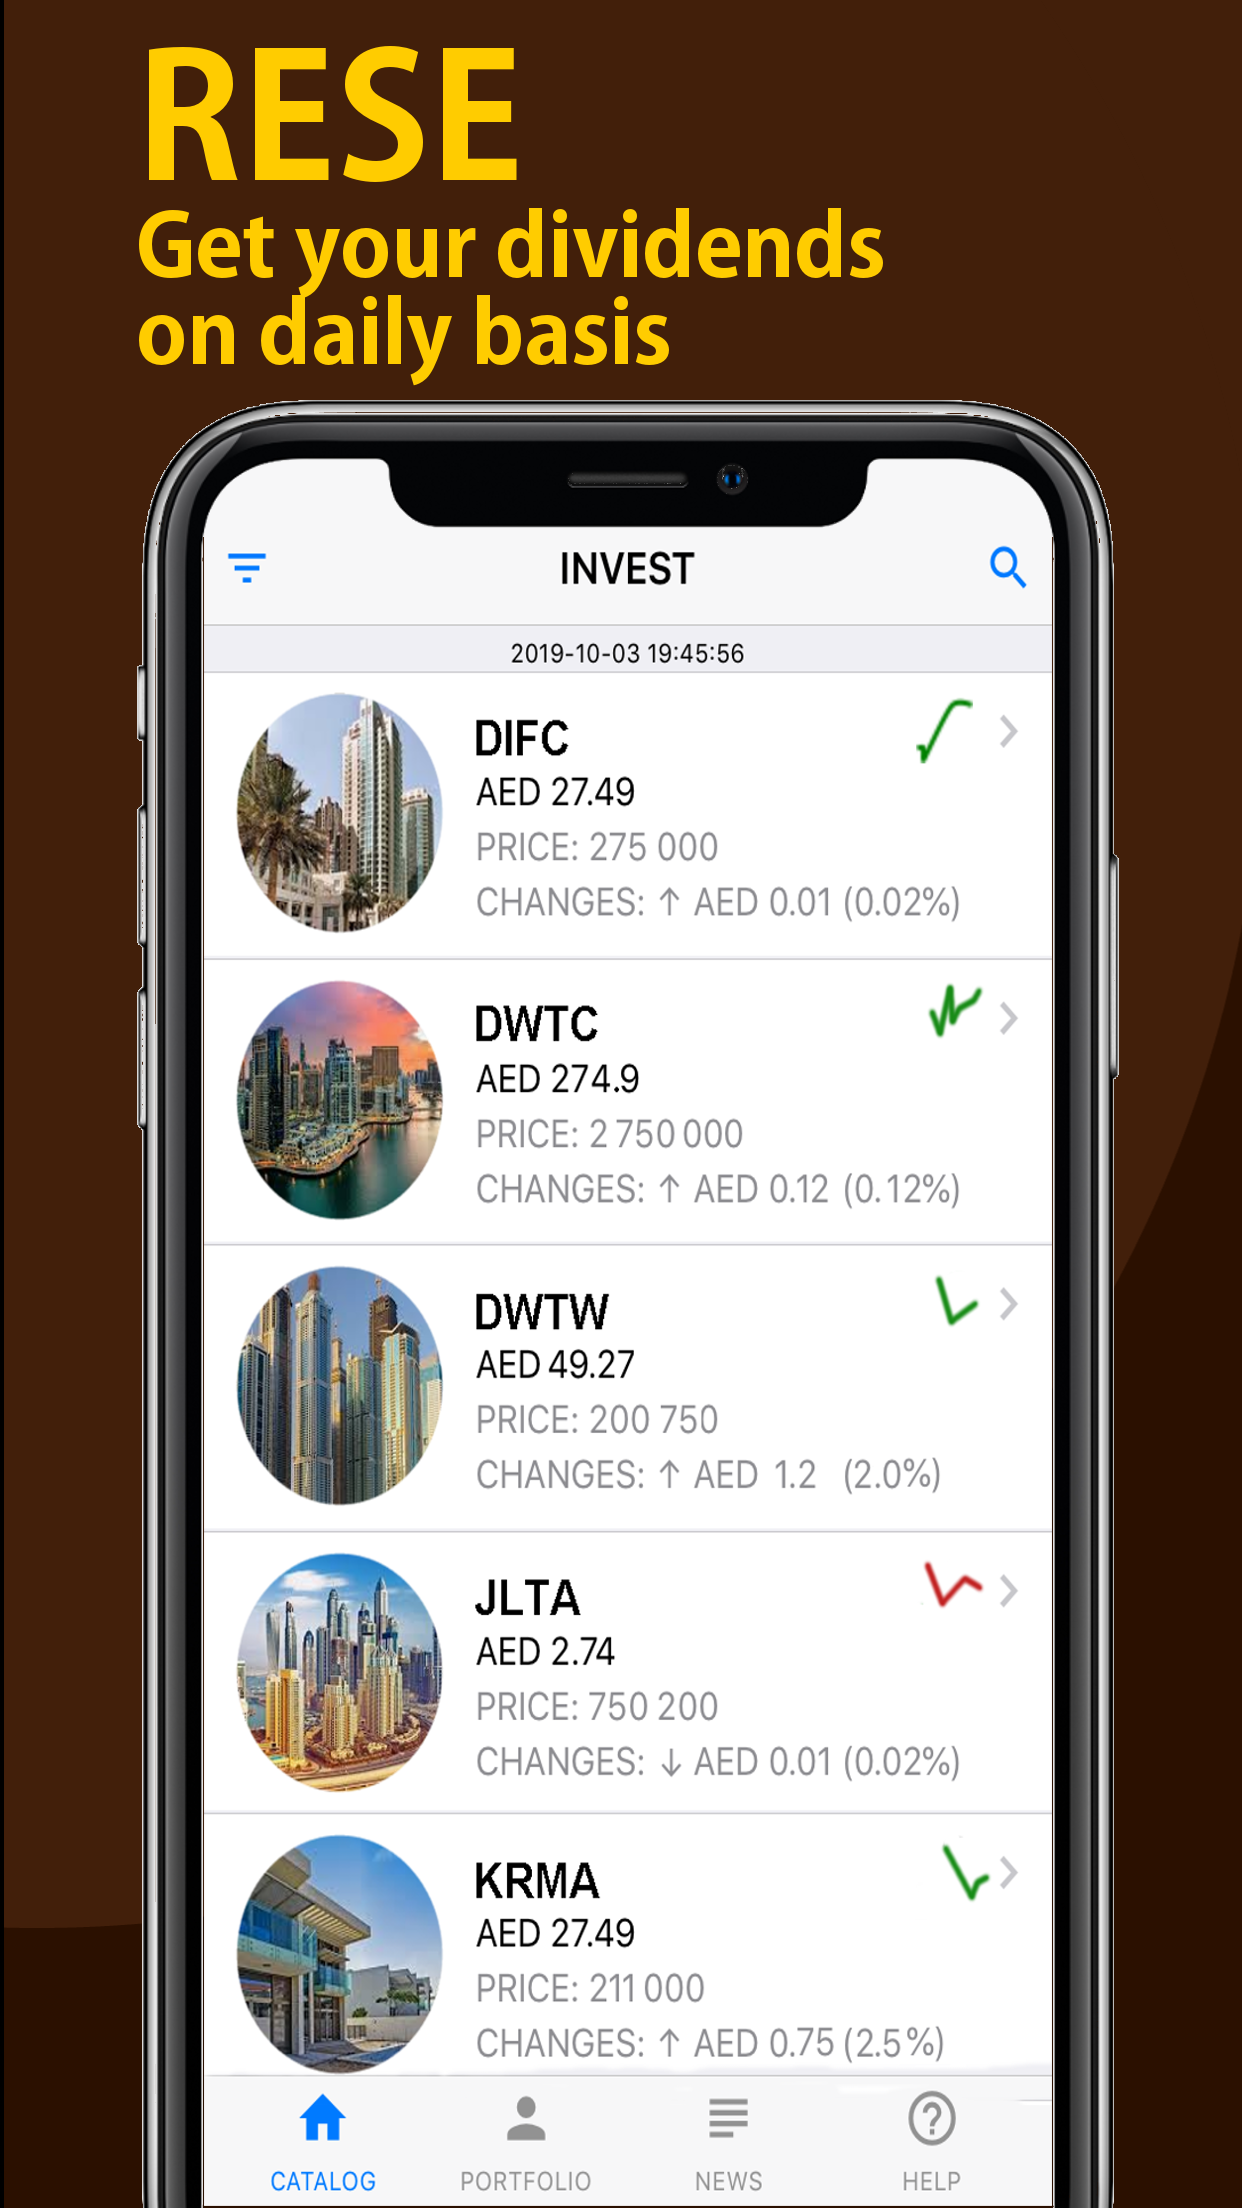 RESE
Get your dividends
on daily basis
INVEST
2019-10-03 19:45:56
DIFC
AED 27.49
PRICE: 275 000
CHANGES: ↑ AED 0.01 (0.02%)
DWTC
AED 274.9
PRICE: 2 750 000
CHANGES: ↑ AED 0.12 (0.12%)
DWTW
AED 49.27
PRICE: 200 750
CHANGES: ↑ AED 1.2 (2.0%)
JLTA
AED 2.74
PRICE: 750 200
CHANGES: ↓ AED 0.01 (0.02%)
KRMA
AED 27.49
PRICE: 211 000
CHANGES: ↑ AED 0.75 (2.5%)
CATALOG PORTFOLIO NEWS HELP